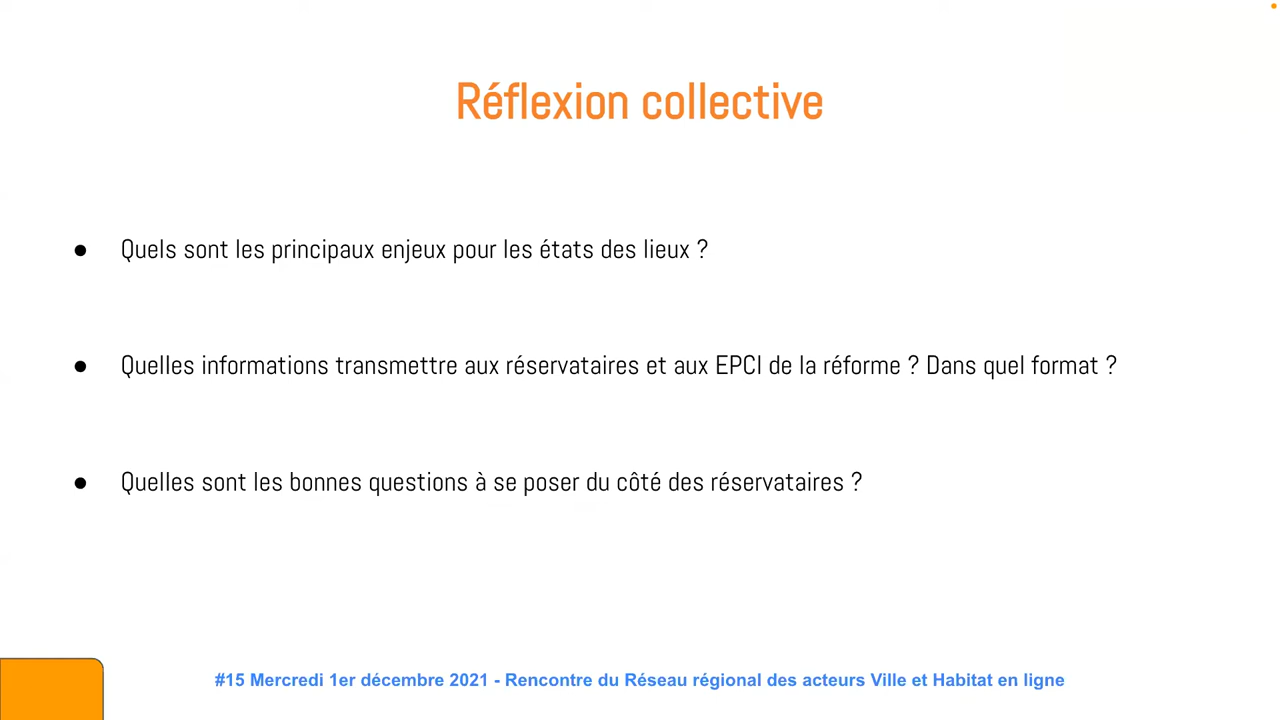 Réflexion collective
● Quels sont les principaux enjeux pour les états des lieux ?
● Quelles informations transmettre aux réservataires et aux EPCI de la réforme ? Dans quel format ?
● Quelles sont les bonnes questions à se poser du côté des réservataires ?
#15 Mercredi 1er décembre 2021 - Rencontre du Réseau régional des acteurs Ville et Habitat en ligne